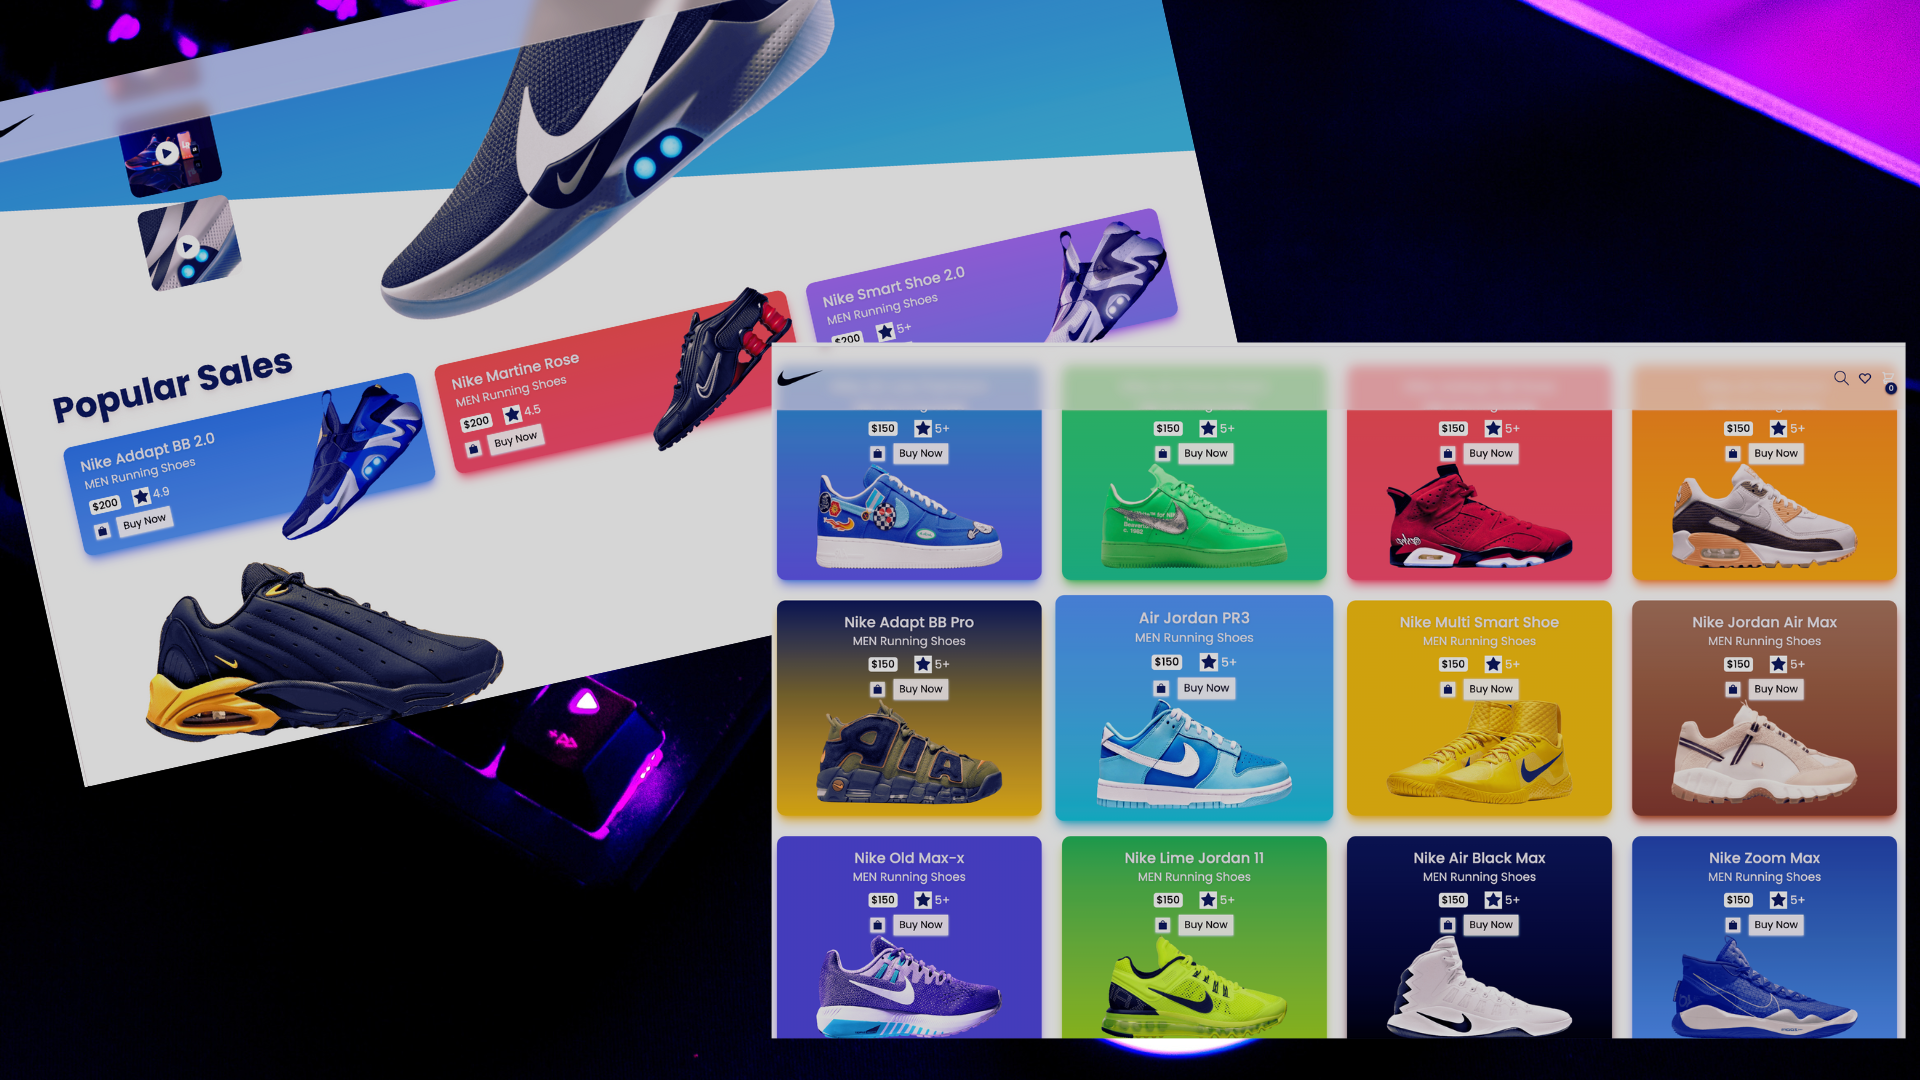 Popular Sales
Nike Addapt BB 2.0
MEN Running Shoes
$200 4.9
Buy Now
Nike Martine Rose
MEN Running Shoes
$200 4.5
Buy Now
Nike Smart Shoe 2.0
MEN Running Shoes
$200 5+
0
$150 5+
Buy Now
$150 5+
Buy Now
$150 5+
Buy Now
$150 5+
Buy Now
Nike Adapt BB Pro
MEN Running Shoes
$150 5+
Buy Now
Air Jordan PR3
MEN Running Shoes
$150 5+
Buy Now
Nike Multi Smart Shoe
MEN Running Shoes
$150 5+
Buy Now
Nike Jordan Air Max
MEN Running Shoes
$150 5+
Buy Now
Nike Old Max-x
MEN Running Shoes
$150 5+
Buy Now
Nike Lime Jordan 11
MEN Running Shoes
$150 5+
Buy Now
Nike Air Black Max
MEN Running Shoes
$150 5+
Buy Now
Nike Zoom Max
MEN Running Shoes
$150 5+
Buy Now